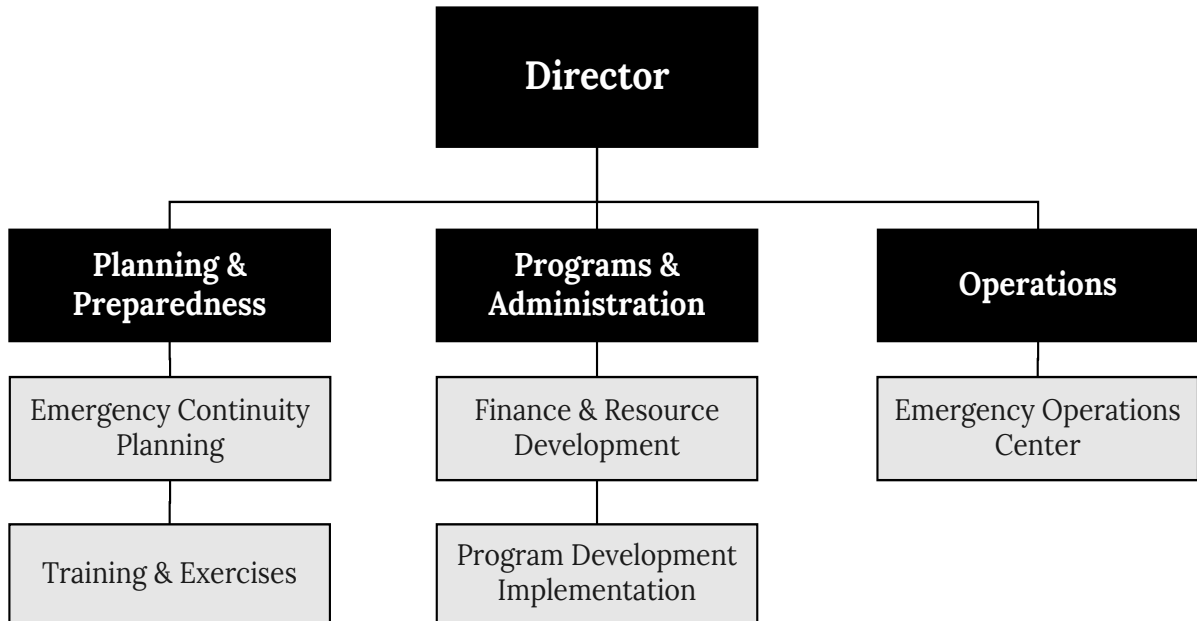 Director
Planning &
Preparedness
Programs &
Administration
Operations
Emergency Continuity
Planning
Finance & Resource
Development
Emergency Operations
Center
Training & Exercises
Program Development
Implementation